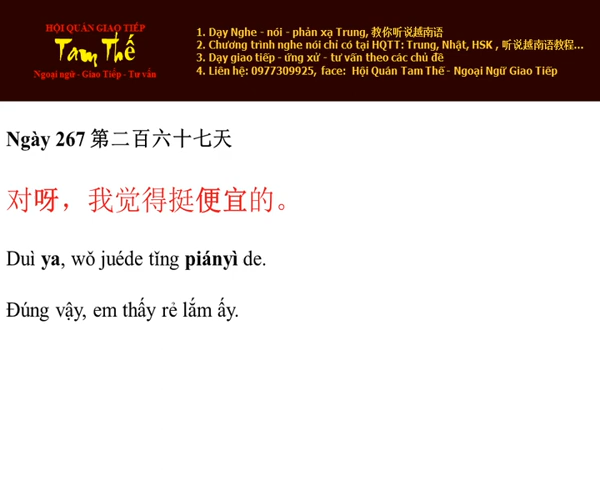 HỘI QUÁN GIAO TIẾP
Tam Thế
Ngoại ngữ - Giao Tiếp - Tư vấn
1. Dạy Nghe - nói - phản xạ Trung, 教你听说越南语
2. Chương trình nghe nói chỉ có tại HQTT: Trung, Nhật, HSK , 听说越南语教程...
3. Dạy giao tiếp - ứng xử - tư vấn theo các chủ đề
4. Liên hệ: 0977309925, face: Hội Quán Tam Thế - Ngoại Ngữ Giao Tiếp
Ngày 267 第二百六十七天
对呀，我觉得挺便宜的。
Duì ya, wǒ juéde tǐng piányì de.
Đúng vậy, em thấy rẻ lắm ấy.